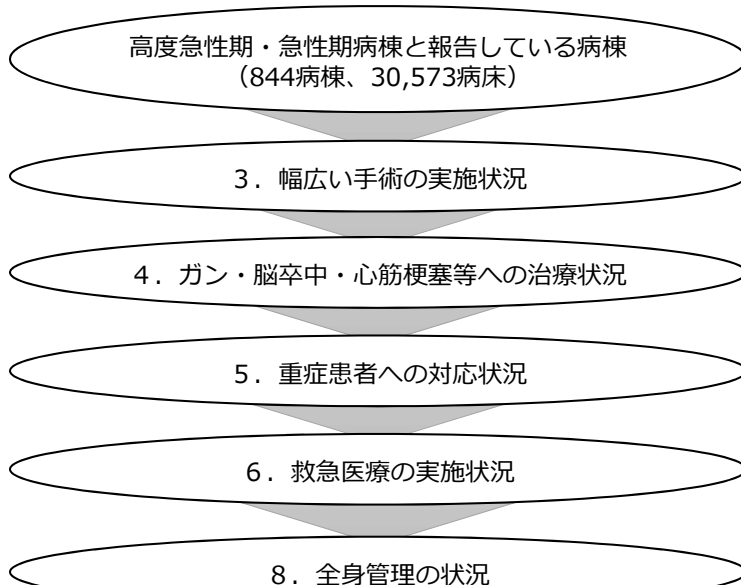 高度急性期・急性期病棟と報告している病棟
（844病棟、30,573病床）
３．幅広い手術の実施状況
４．ガン・脳卒中・心筋梗塞等への治療状況
５．重症患者への対応状況
６．救急医療の実施状況
８．全身管理の状況